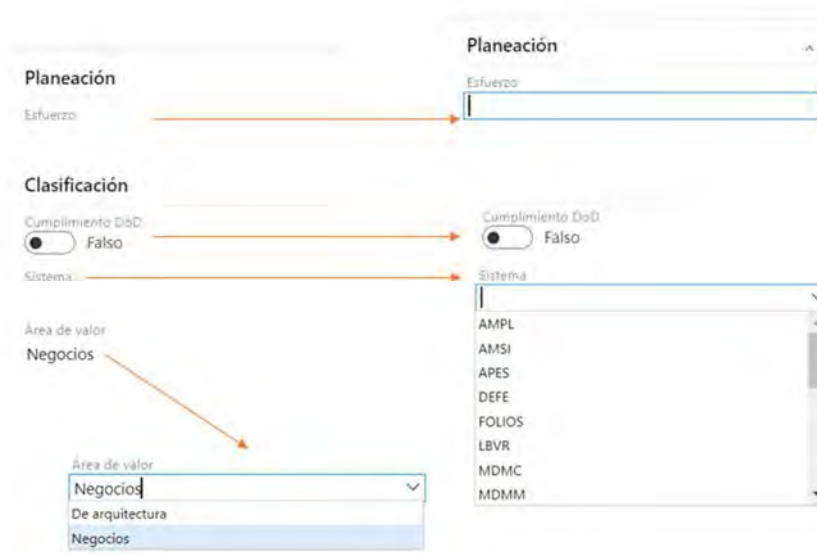 Planeación
Esfuerzo
Clasificación
Cumplimiento DoD
Falso
Sistema
Área de valor
Negocios
Área de valor
Negocios
De arquitectura
Negocios
Planeación
Esfuerzo
Cumplimiento DoD
Falso
Sistema
AMPL
AMSI
APES
DEFE
FOLIOS
LBVR
MDMC
MDMM